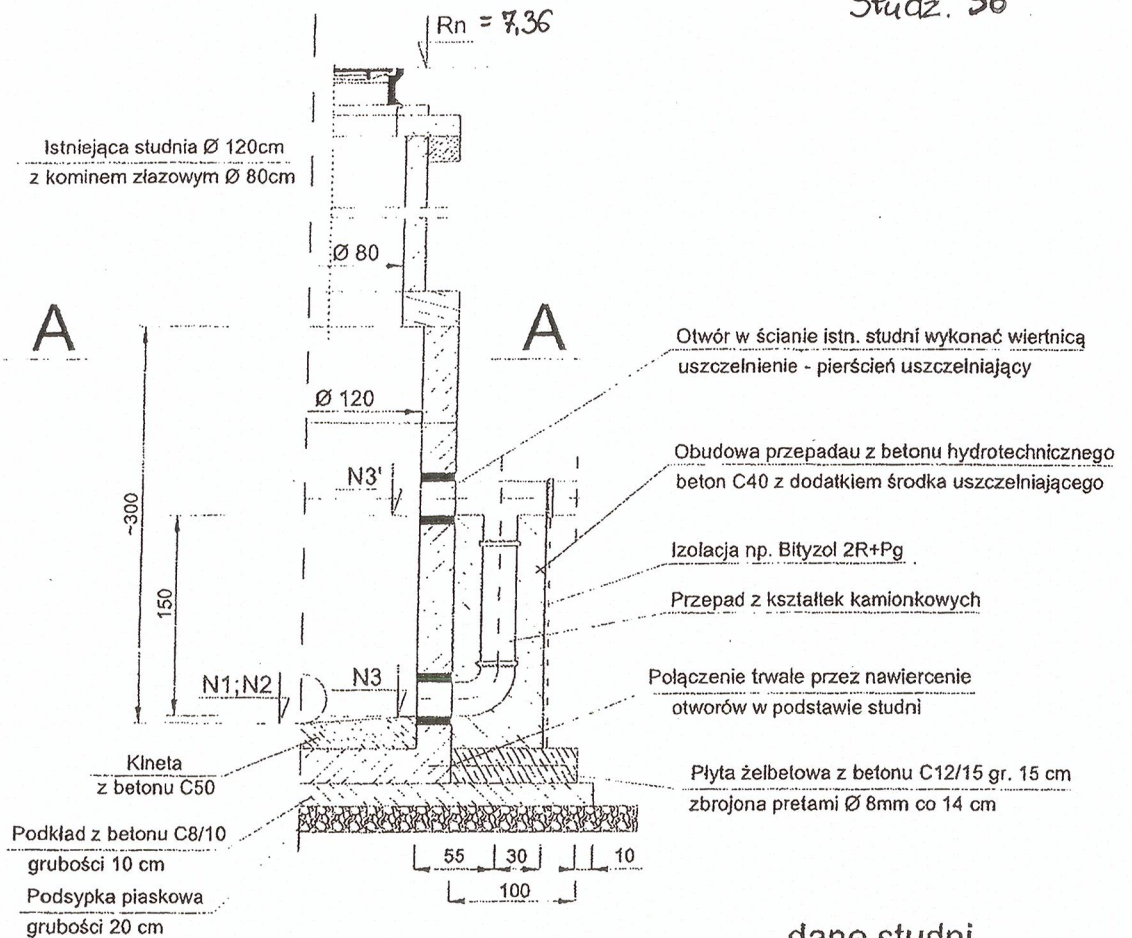 Studz. 36
Rn = 7,36
Istniejąca studnia Ø 120cm
z kominem złazowym Ø 80cm
Ø 80
A
A
Otwór w ścianie istn. studni wykonać wiertnicą
uszczelnienie - pierścień uszczelniający
Ø 120
Obudowa przepadau z betonu hydrotechnicznego
beton C40 z dodatkiem środka uszczelniającego
N3'
~300
Izolacja np. Bityzol 2R+Pg
150
Przepad z kształtek kamionkowych
N1;N2
N3
Połączenie trwałe przez nawiercenie
otworów w podstawie studni
Kineta
z betonu C50
Płyta żelbetowa z betonu C12/15 gr. 15 cm
zbrojona pretami Ø 8mm co 14 cm
Podkład z betonu C8/10
grubości 10 cm
55
30
10
100
Podsypka piaskowa
grubości 20 cm
dane studni